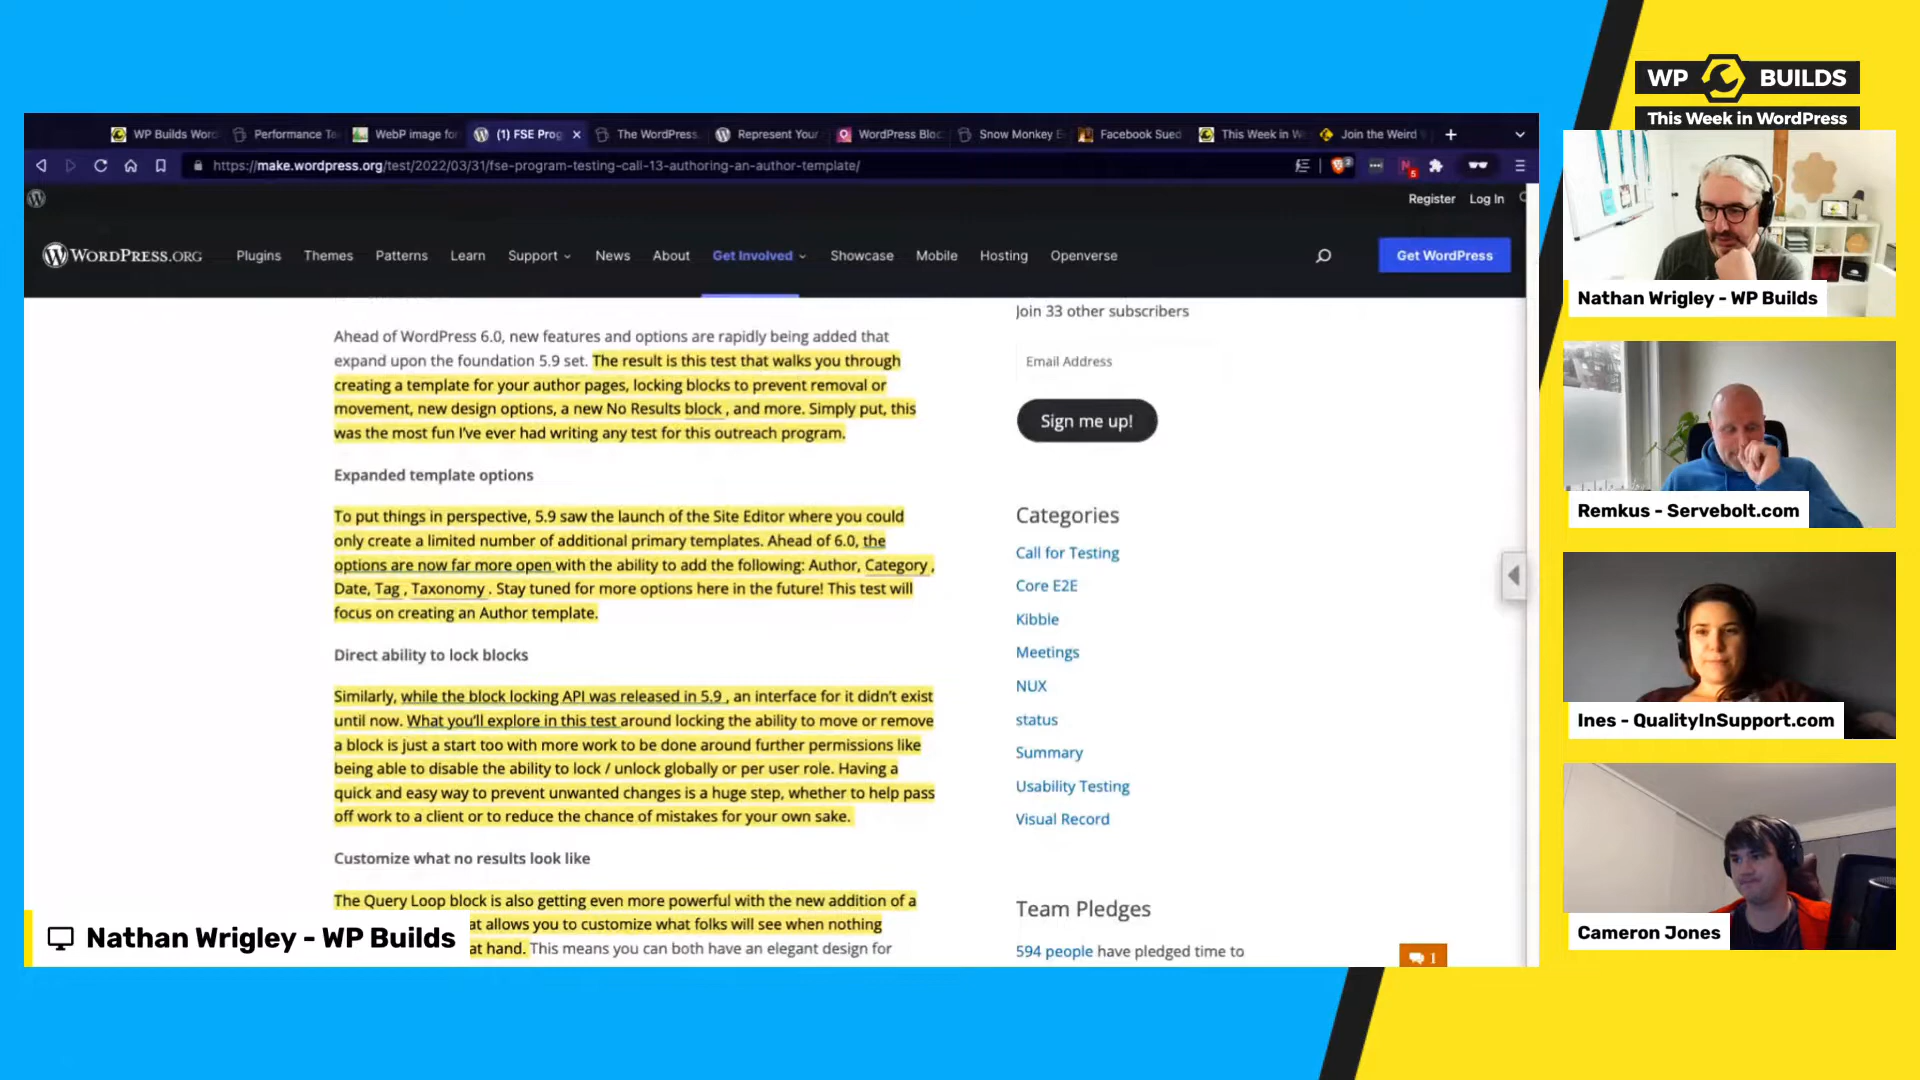 WP BUILDS
This Week in WordPress
WP Builds Wor
Performance Te
WebP image for
(1) FSE Prog
The WordPress
Represent Your
WordPress Bloc
Snow Monkey E
Facebook Sued
This Week in W
Join the Weird
https://make.wordpress.org/test/2022/03/31/fse-program-testing-call-13-authoring-an-author-template/
Register Log In
WORDPRESS.ORG
Plugins Themes Patterns Learn Support News About Get Involved Showcase Mobile Hosting Openverse
Get WordPress
Ahead of WordPress 6.0, new features and options are rapidly being added that
expand upon the foundation 5.9 set. The result is this test that walks you through
creating a template for your author pages, locking blocks to prevent removal or
movement, new design options, a new No Results block , and more. Simply put, this
was the most fun I've ever had writing any test for this outreach program.
Expanded template options
To put things in perspective, 5.9 saw the launch of the Site Editor where you could
only create a limited number of additional primary templates. Ahead of 6.0, the
options are now far more open with the ability to add the following: Author, Category ,
Date, Tag , Taxonomy . Stay tuned for more options here in the future! This test will
focus on creating an Author template.
Direct ability to lock blocks
Similarly, while the block locking API was released in 5.9 , an interface for it didn't exist
until now. What you'll explore in this test around locking the ability to move or remove
a block is just a start too with more work to be done around further permissions like
being able to disable the ability to lock / unlock globally or per user role. Having a
quick and easy way to prevent unwanted changes is a huge step, whether to help pass
off work to a client or to reduce the chance of mistakes for your own sake.
Customize what no results look like
The Query Loop block is also getting even more powerful with the new addition of a
at allows you to customize what folks will see when nothing
at hand. This means you can both have an elegant design for
Join 33 other subscribers
Email Address
Sign me up!
Categories
Call for Testing
Core E2E
Kibble
Meetings
NUX
status
Summary
Usability Testing
Visual Record
Team Pledges
594 people have pledged time to
1
Nathan Wrigley - WP Builds
Nathan Wrigley - WP Builds
Remkus - Servebolt.com
Ines - QualityInSupport.com
Cameron Jones